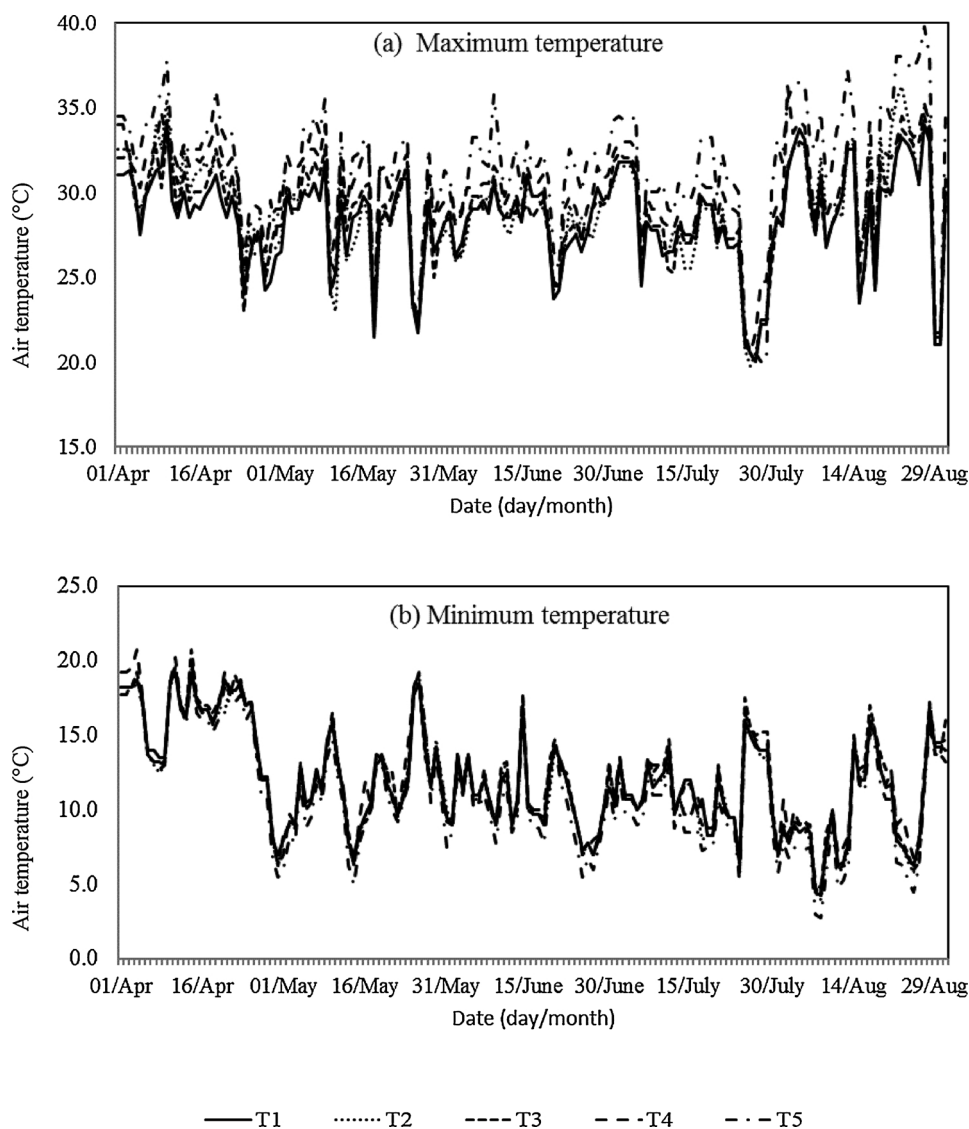 (a) Maximum temperature
40.0
35.0
30.0
25.0
20.0
15.0
Air temperature (°C)
01/Apr 16/Apr 01/May 16/May 31/May 15/June 30/June 15/July 30/July 14/Aug 29/Aug
Date (day/month)
(b) Minimum temperature
25.0
20.0
15.0
10.0
5.0
0.0
Air temperature (°C)
01/Apr 16/Apr 01/May 16/May 31/May 15/June 30/June 15/July 30/July 14/Aug 29/Aug
Date (day/month)
T1 T2 T3 T4 T5